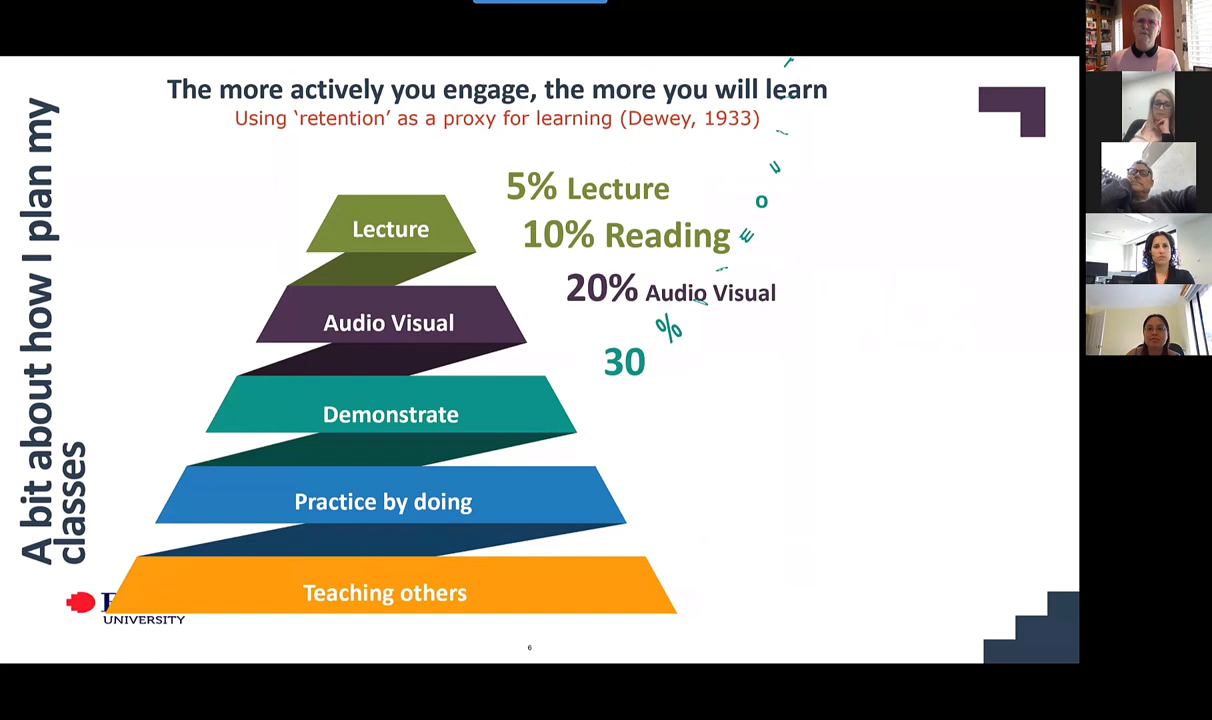 A bit about how I plan my
classes
The more actively you engage, the more you will learn
Using ‘retention’ as a proxy for learning (Dewey, 1933)
5% Lecture
10% Reading
20% Audio Visual
30 %
Lecture
Audio Visual
Demonstrate
Practice by doing
Teaching others
UNIVERSITY
6